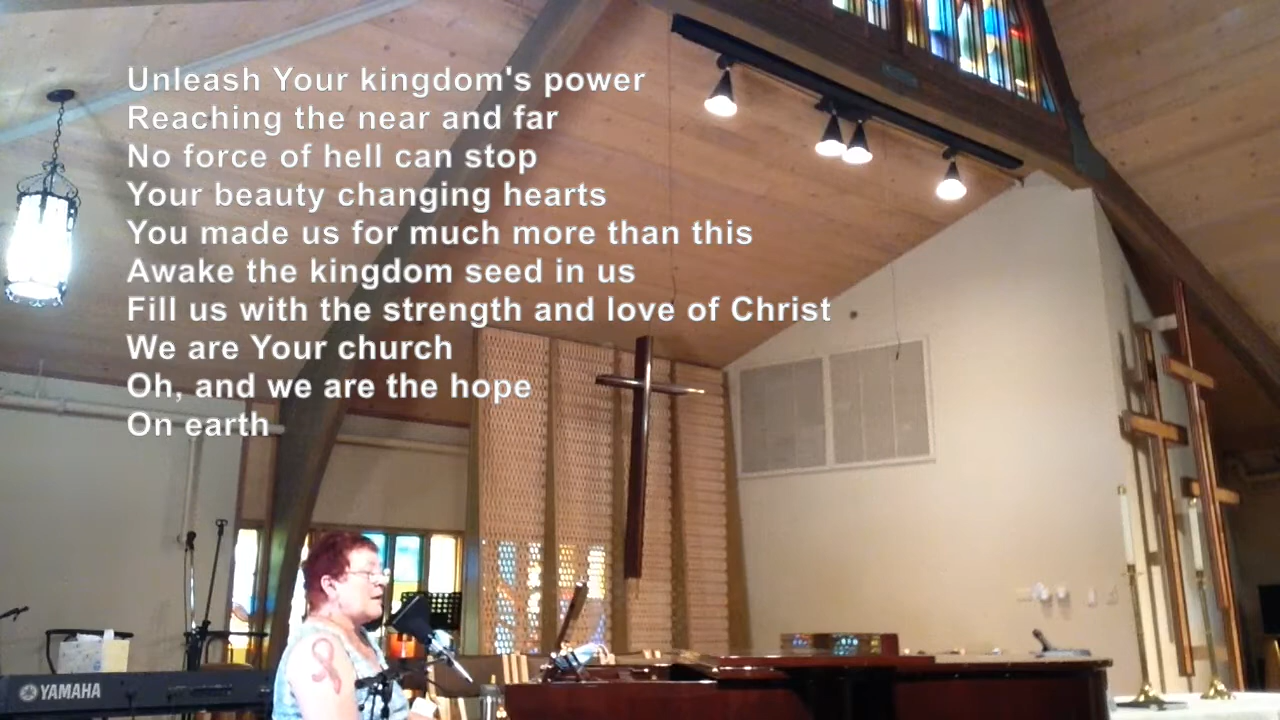 Unleash Your kingdom's power
Reaching the near and far
No force of hell can stop
Your beauty changing hearts
You made us for much more than this
Awake the kingdom seed in us
Fill us with the strength and love of Christ
We are Your church
Oh, and we are the hope
On earth
YAMAHA